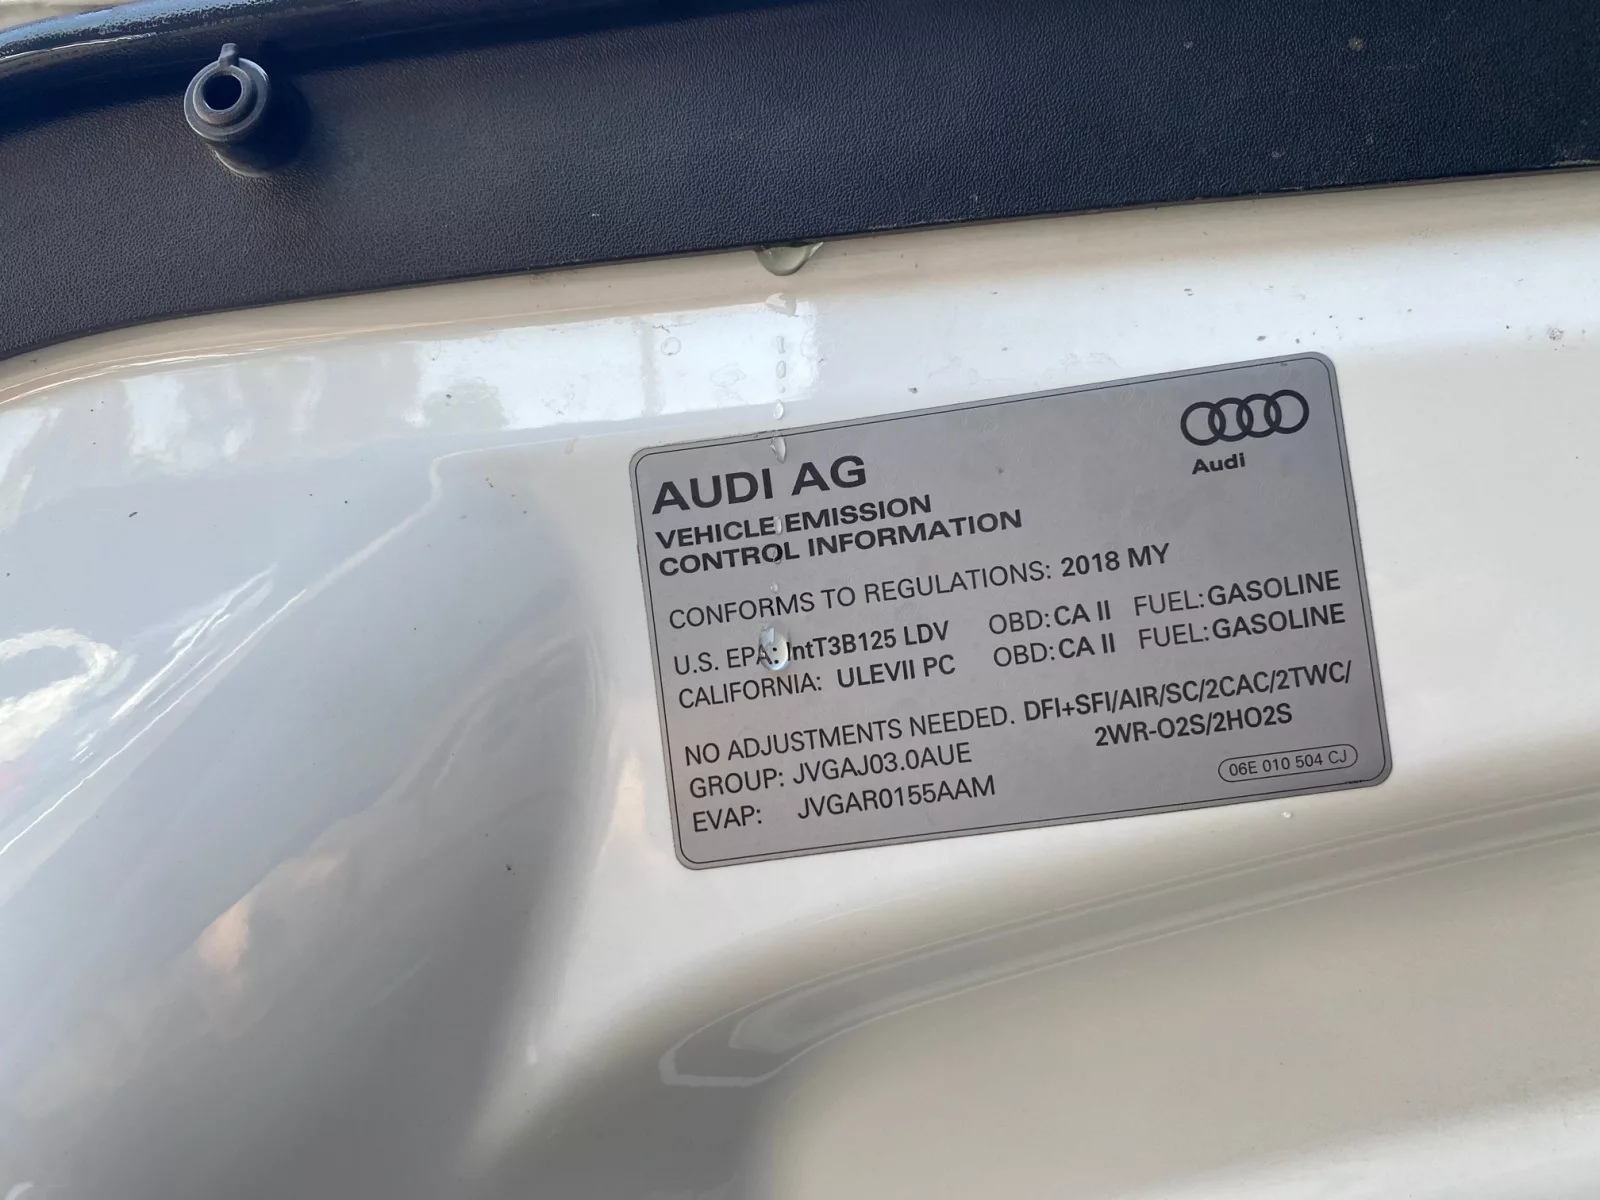 Audi
AUDI AG
VEHICLE EMISSION
CONTROL INFORMATION
CONFORMS TO REGULATIONS: 2018 MY
U.S. EPA: IntT3B125 LDV OBD: CA II FUEL: GASOLINE
CALIFORNIA: ULEVII PC OBD: CA II FUEL: GASOLINE
NO ADJUSTMENTS NEEDED. DFI+SFI/AIR/SC/2CAC/2TWC/
2WR-O2S/2HO2S
GROUP: JVGAJ03.0AUE
EVAP: JVGAR0155AAM
06E 010 504 CJ